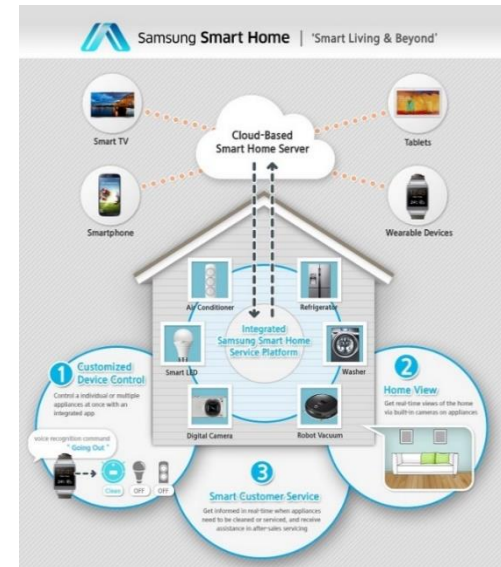 Samsung Smart Home | 'Smart Living & Beyond'
Smart TV
Cloud-Based
Smart Home Server
Tablets
Smartphone
Wearable Devices
Air Conditioner
Refrigerator
Integrated
Samsung Smart Home
Service Platform
Smart LED
Washer
Digital Camera
Robot Vacuum
1
Customized
Device Control
Control a individual or multiple
appliances at once with an
integrated app
voice recognition command
" Going Out "
Clean
OFF
OFF
2
Home View
Get real-time views of the home
via built-in cameras on appliances
3
Smart Customer Service
Get informed in real-time when appliances
need to be cleaned or serviced, and receive
assistance in after-sales servicing